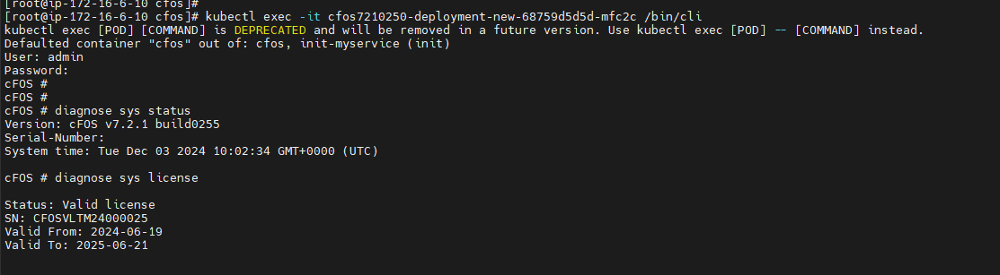 [root@ip-172-16-6-10 cfos]#
[root@ip-172-16-6-10 cfos]# kubectl exec -it cfos7210250-deployment-new-68759d5d5d-mfc2c /bin/cli
kubectl exec [POD] [COMMAND] is DEPRECATED and will be removed in a future version. Use kubectl exec [POD] -- [COMMAND] instead.
Defaulted container "cfos" out of: cfos, init-myservice (init)
User: admin
Password:
cFOS #
cFOS #
cFOS # diagnose sys status
Version: cFOS v7.2.1 build0255
Serial-Number:
System time: Tue Dec 03 2024 10:02:34 GMT+0000 (UTC)
cFOS # diagnose sys license
Status: Valid license
SN: CFOSVLTM24000025
Valid From: 2024-06-19
Valid To: 2025-06-21